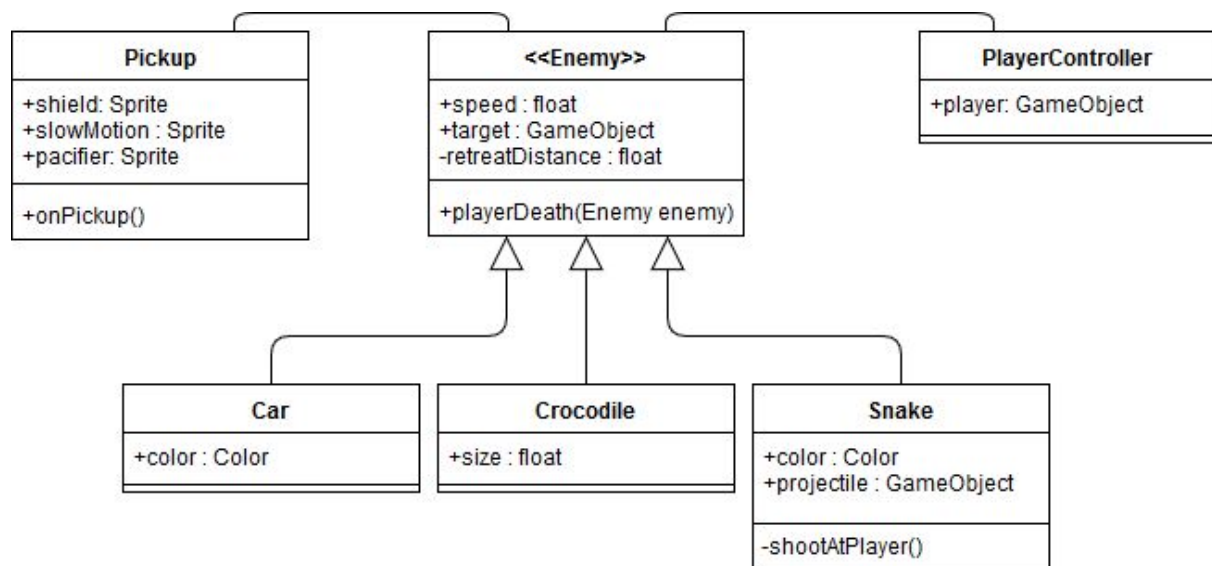 Pickup
+shield: Sprite
+slowMotion : Sprite
+pacifier: Sprite
+onPickup()
<<Enemy>>
+speed : float
+target : GameObject
-retreatDistance : float
+playerDeath(Enemy enemy)
PlayerController
+player: GameObject
Car
+color : Color
Crocodile
+size : float
Snake
+color : Color
+projectile : GameObject
-shootAtPlayer()